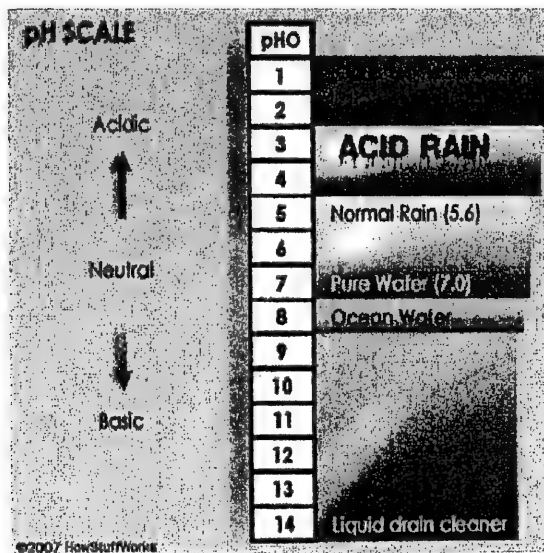 pH SCALE
Acidic
Neutral
Basic
pH0
1
2
3
4
5
6
7
8
9
10
11
12
13
14
ACID RAIN
Normal Rain (5.6)
Pure Water (7.0)
Ocean Water
Liquid drain cleaner
©2007 HowStuffWorks